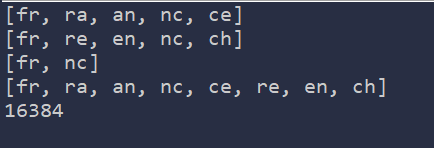 [fr, ra, an, nc, ce]
[fr, re, en, nc, ch]
[fr, nc]
[fr, ra, an, nc, ce, re, en, ch]
16384